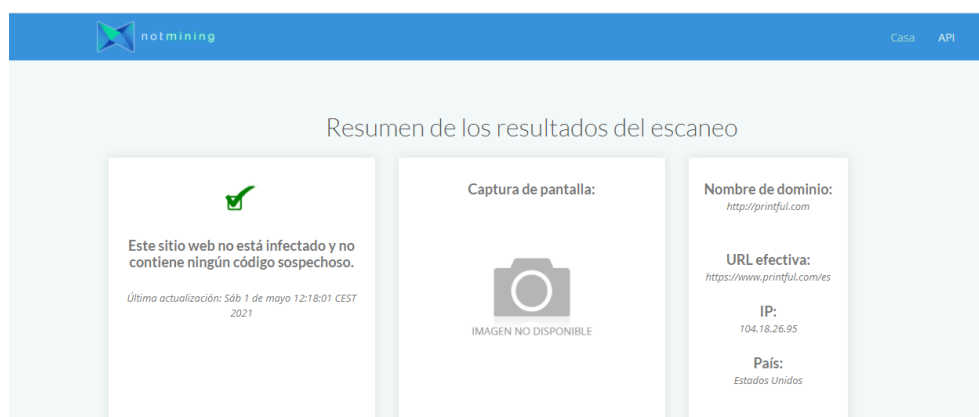 notmining
Casa API
Resumen de los resultados del escaneo
Este sitio web no está infectado y no
contiene ningún código sospechoso.
Última actualización: Sáb 1 de mayo 12:18:01 CEST
2021
Captura de pantalla:
IMAGEN NO DISPONIBLE
Nombre de dominio:
http://printful.com
URL efectiva:
https://www.printful.com/es
IP:
104.18.26.95
País:
Estados Unidos